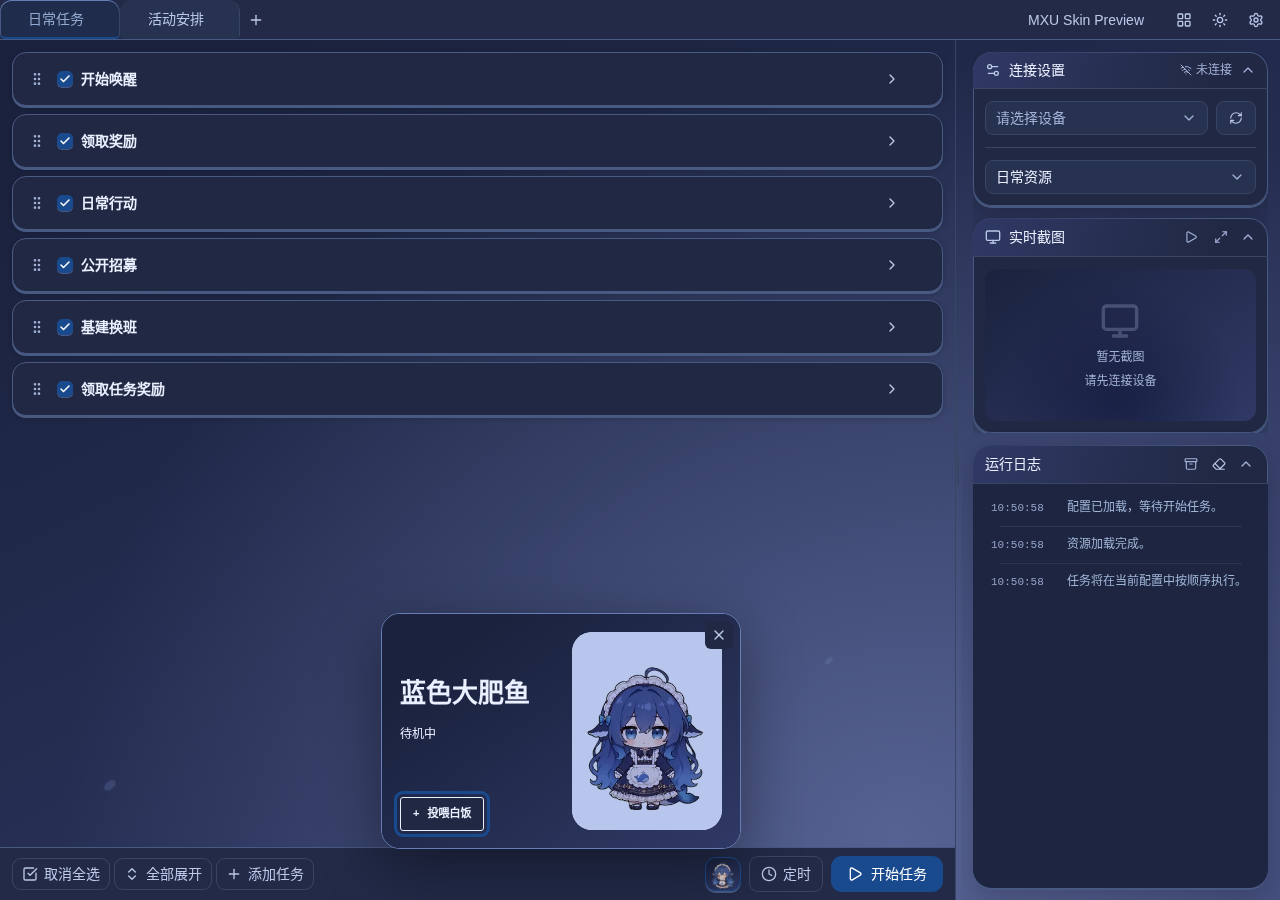 日常任务
活动安排
MXU Skin Preview
开始唤醒
领取奖励
日常行动
公开招募
基建换班
领取任务奖励
连接设置
未连接
请选择设备
日常资源
实时截图
暂无截图
请先连接设备
运行日志
10:50:58 配置已加载，等待开始任务。
10:50:58 资源加载完成。
10:50:58 任务将在当前配置中按顺序执行。
蓝色大肥鱼
待机中
+ 投喂白饭
取消全选
全部展开
添加任务
定时
开始任务